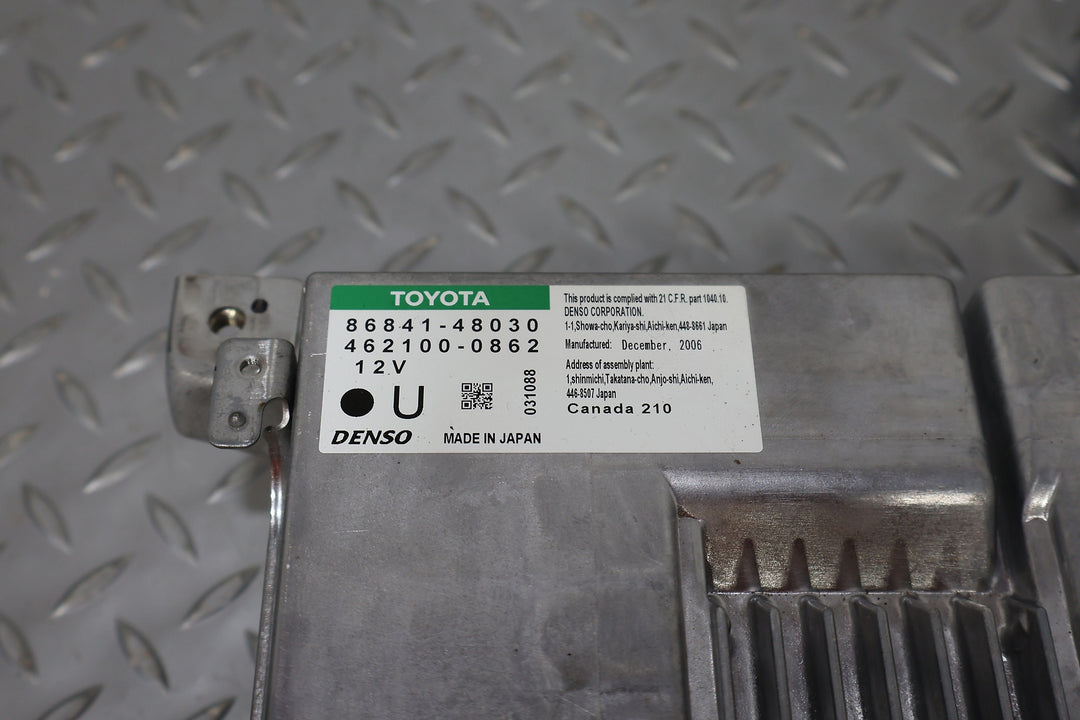 TOYOTA
86841-48030
462100-0862
12V
U
031088
DENSO
MADE IN JAPAN
This product is complied with 21 C.F.R. part 1040.10.
DENSO CORPORATION.
1-1,Showa-cho,Kariya-shi,Aichi-ken,448-8661 Japan
Manufactured: December, 2006
Address of assembly plant:
1,shinmichi,Takatana-cho,Anjo-shi,Aichi-ken,
446-8507 Japan
Canada 210